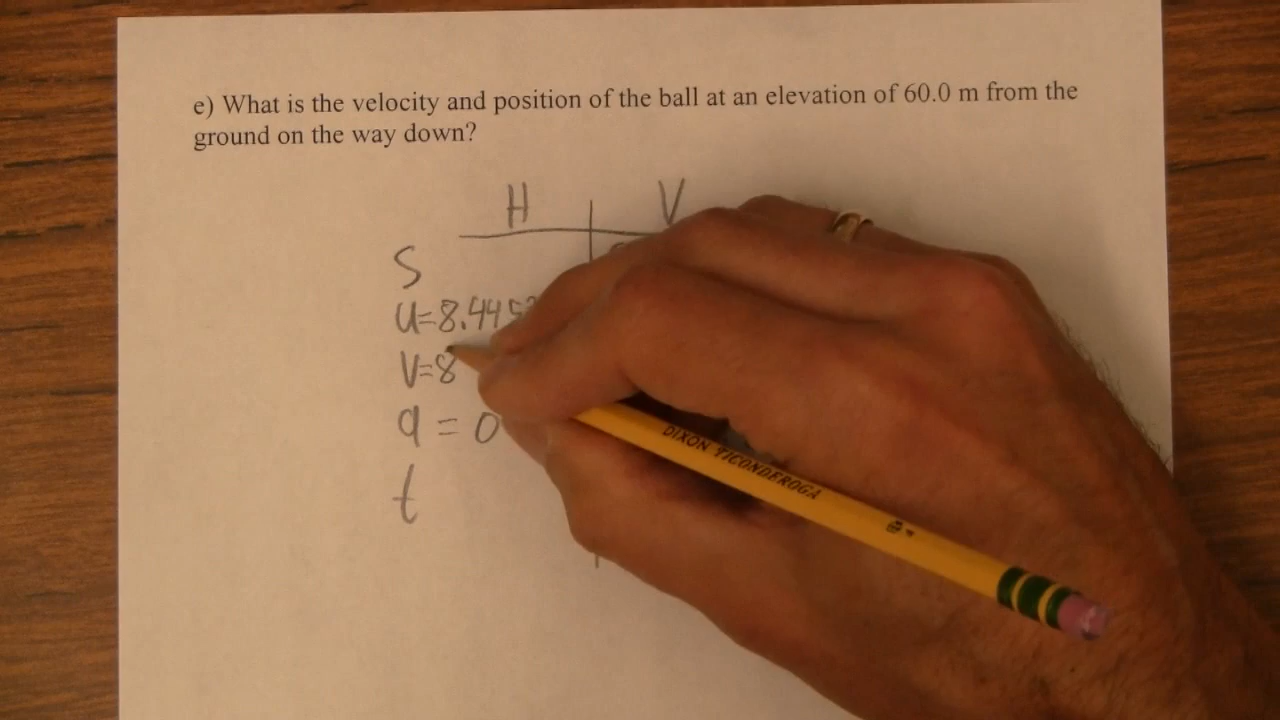 e) What is the velocity and position of the ball at an elevation of 60.0 m from the
ground on the way down?
H V
S
u=8.445
v=8
a = 0
t
DIXON TICONDEROGA